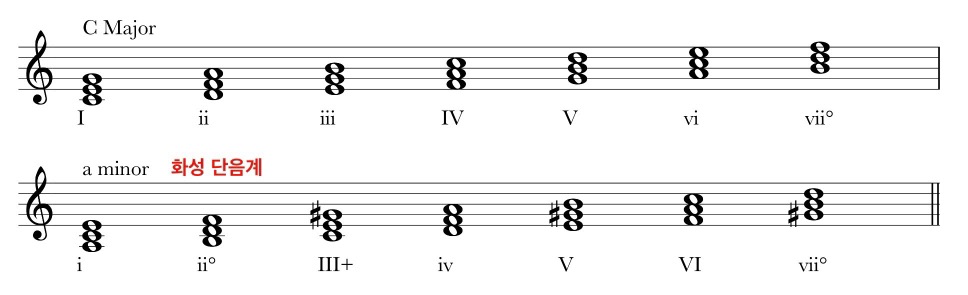 C Major
I ii iii IV V vi vii°
a minor 화성 단음계
i ii° III+ iv V VI vii°